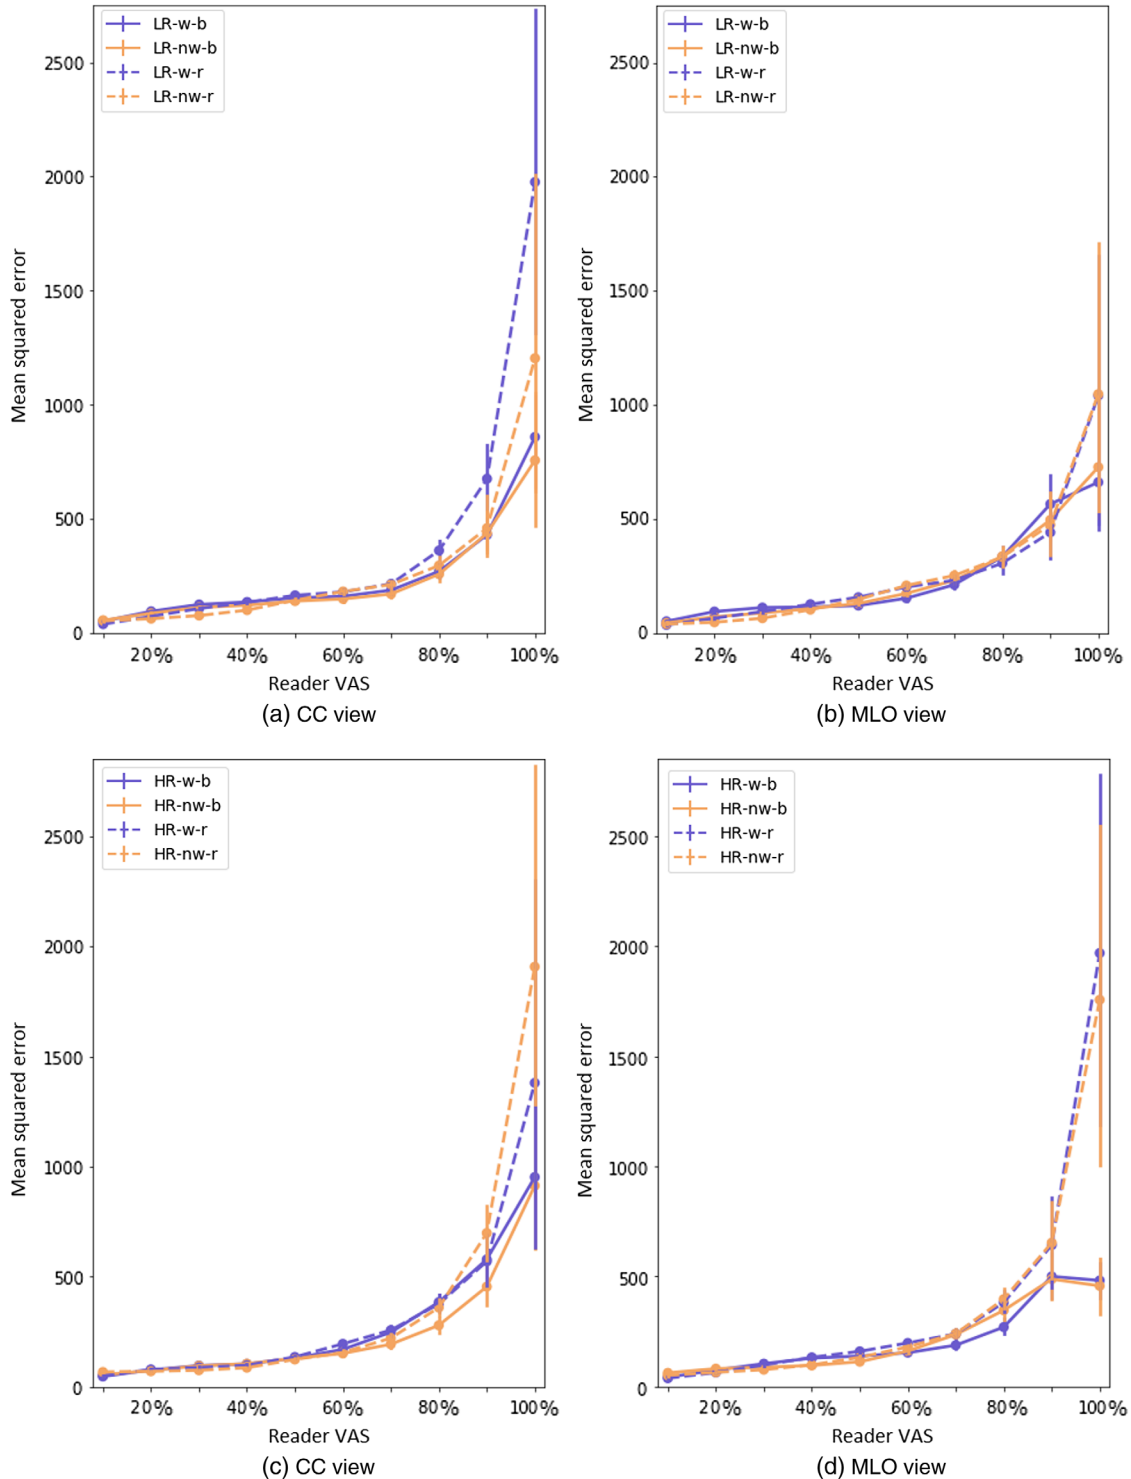 LR-w-b
LR-nw-b
LR-w-r
LR-nw-r
2500
2000
1500
1000
500
0
Mean squared error
20% 40% 60% 80% 100%
Reader VAS
(a) CC view
LR-w-b
LR-nw-b
LR-w-r
LR-nw-r
2500
2000
1500
1000
500
0
Mean squared error
20% 40% 60% 80% 100%
Reader VAS
(b) MLO view
HR-w-b
HR-nw-b
HR-w-r
HR-nw-r
2500
2000
1500
1000
500
0
Mean squared error
20% 40% 60% 80% 100%
Reader VAS
(c) CC view
HR-w-b
HR-nw-b
HR-w-r
HR-nw-r
2500
2000
1500
1000
500
0
Mean squared error
20% 40% 60% 80% 100%
Reader VAS
(d) MLO view